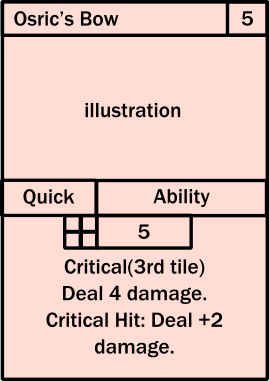 Osric's Bow 5
illustration
Quick Ability
5
Critical(3rd tile)
Deal 4 damage.
Critical Hit: Deal +2
damage.